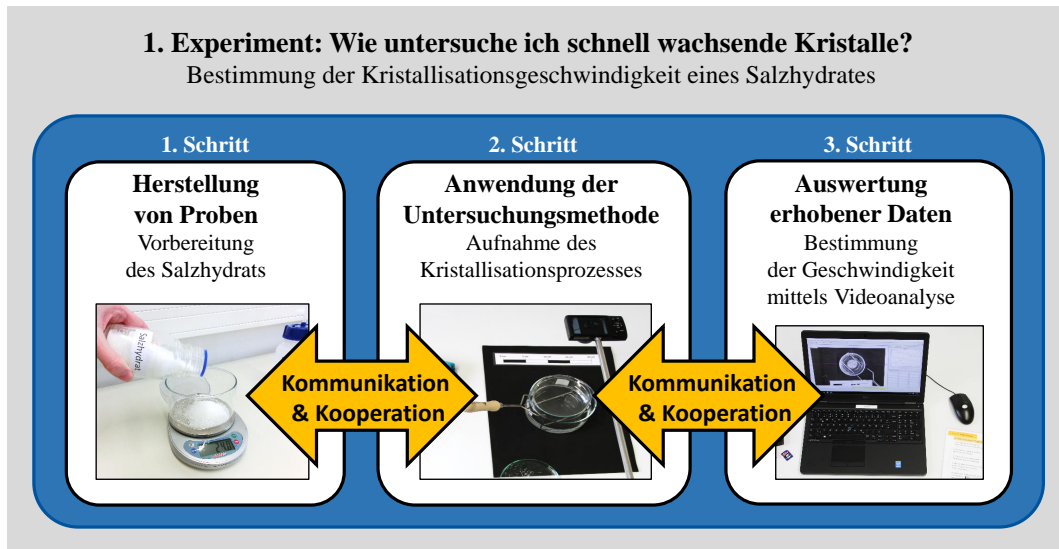 1. Experiment: Wie untersuche ich schnell wachsende Kristalle?
Bestimmung der Kristallisationsgeschwindigkeit eines Salzhydrates
1. Schritt
Herstellung
von Proben
Vorbereitung
des Salzhydrats
Salzhydrat
Kommunikation
& Kooperation
2. Schritt
Anwendung der
Untersuchungsmethode
Aufnahme des
Kristallisationsprozesses
Kommunikation
& Kooperation
3. Schritt
Auswertung
erhobener Daten
Bestimmung
der Geschwindigkeit
mittels Videoanalyse